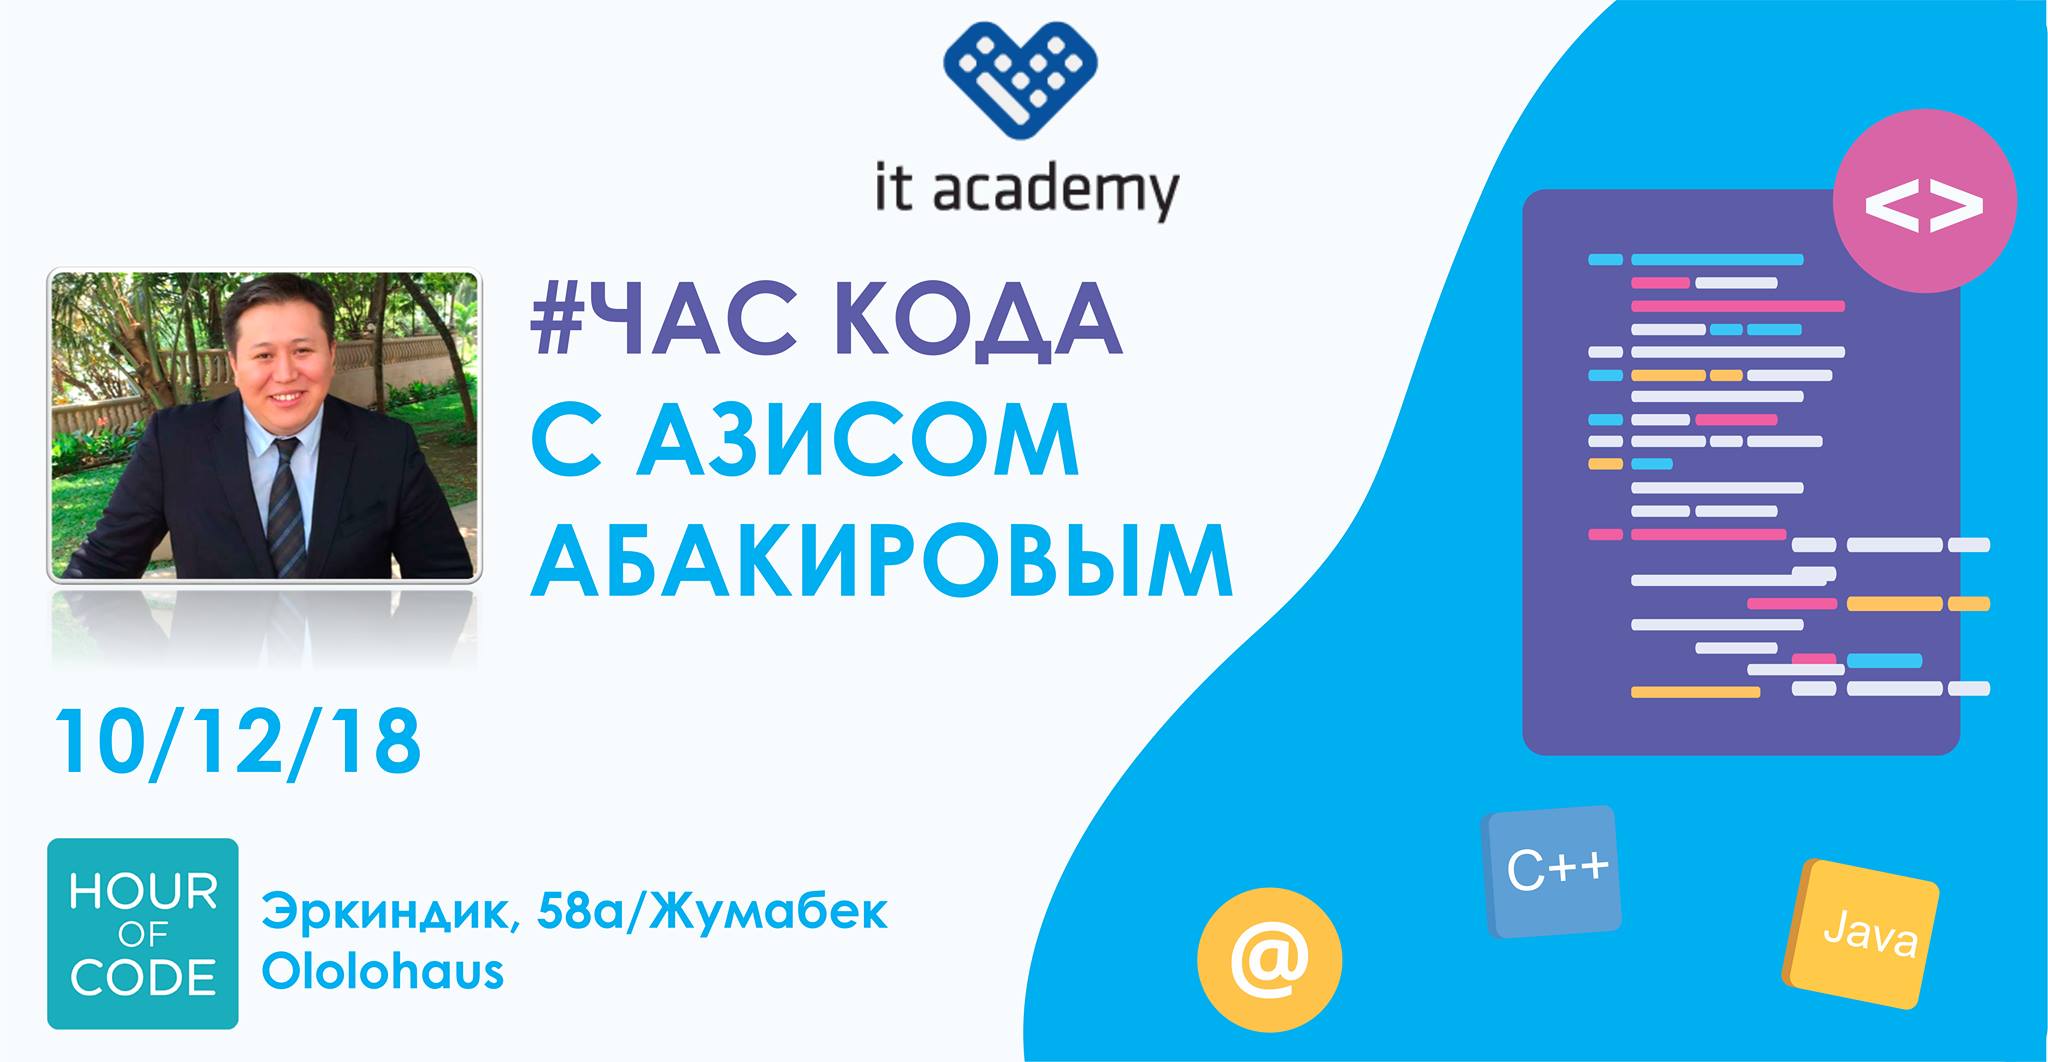 it academy
#ЧАС КОДА
С АЗИСОМ
АБАКИРОВЫМ
10/12/18
HOUR
OF
CODE
Эркиндик, 58а/Жумабек
Ololohaus
<>
C++
Java
@